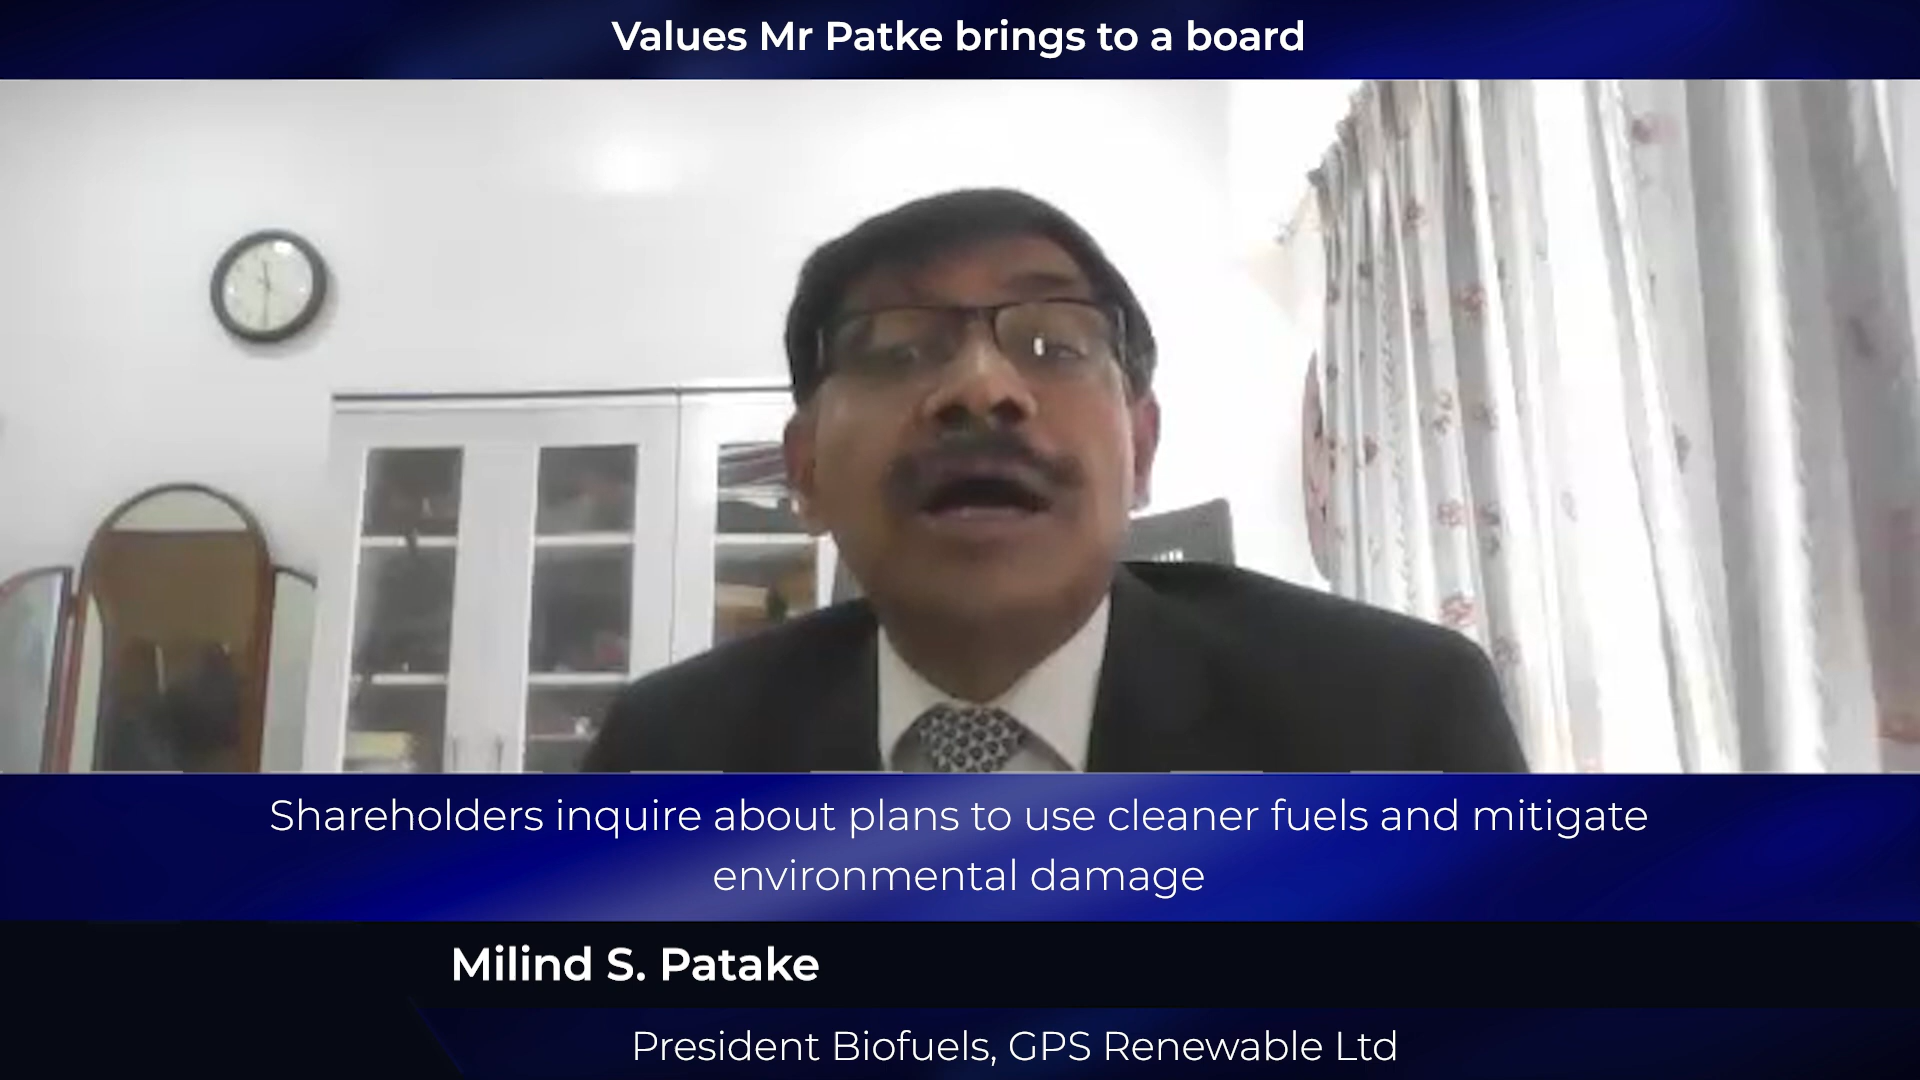 Values Mr Patke brings to a board
Shareholders inquire about plans to use cleaner fuels and mitigate
environmental damage
Milind S. Patake
President Biofuels, GPS Renewable Ltd